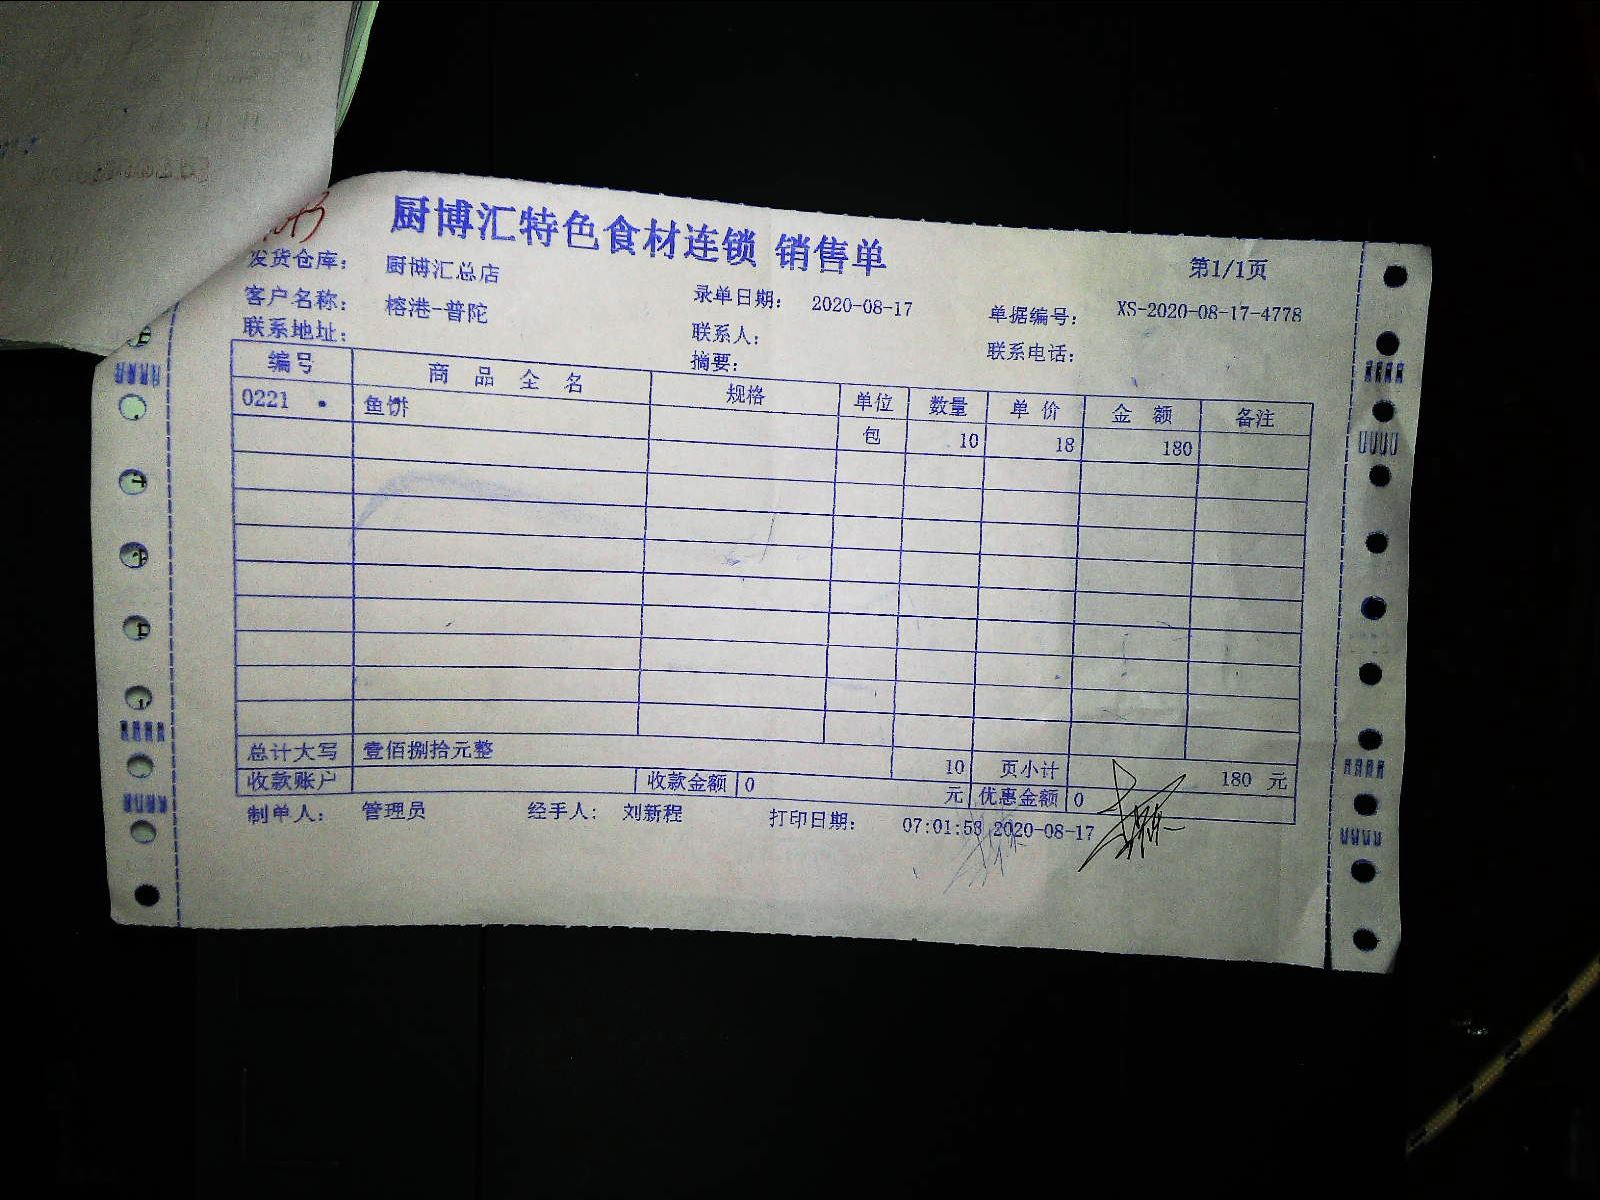 厨博汇特色食材连锁 销售单
第1/1页
发货仓库： 厨博汇总店
客户名称： 榕港-普陀 录单日期： 2020-08-17 单据编号： XS-2020-08-17-4778
联系地址： 联系人： 联系电话：
摘要：
编号 商品全名 规格 单位 数量 单价 金额 备注
0221 鱼饼 包 10 18 180
总计大写 壹佰捌拾元整 10 页小计 180 元
收款账户 收款金额 0 元 优惠金额 0
制单人： 管理员 经手人： 刘新程 打印日期： 07:01:53 2020-08-17